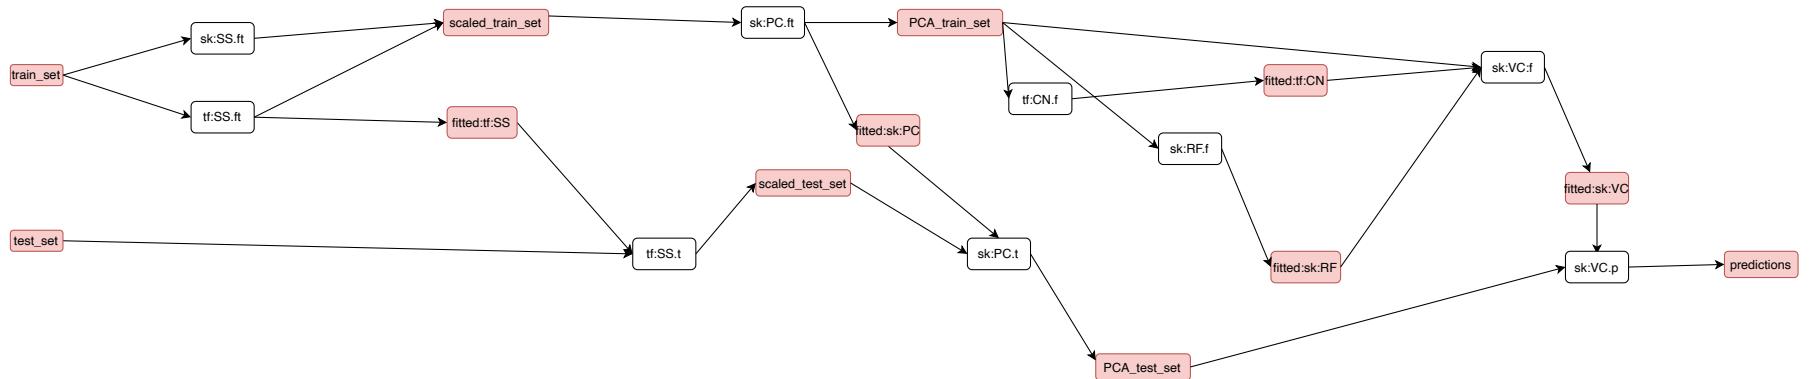 scaled_train_set
sk:PC.ft
PCA_train_set
sk:SS.ft
sk:VC:f
train_set
fitted:tf:CN
tf:CN.f
tf:SS.ft
fitted:tf:SS
fitted:sk:PC
sk:RF.f
scaled_test_set
fitted:sk:VC
test_set
tf:SS.t
sk:PC.t
fitted:sk:RF
sk:VC.p
predictions
PCA_test_set